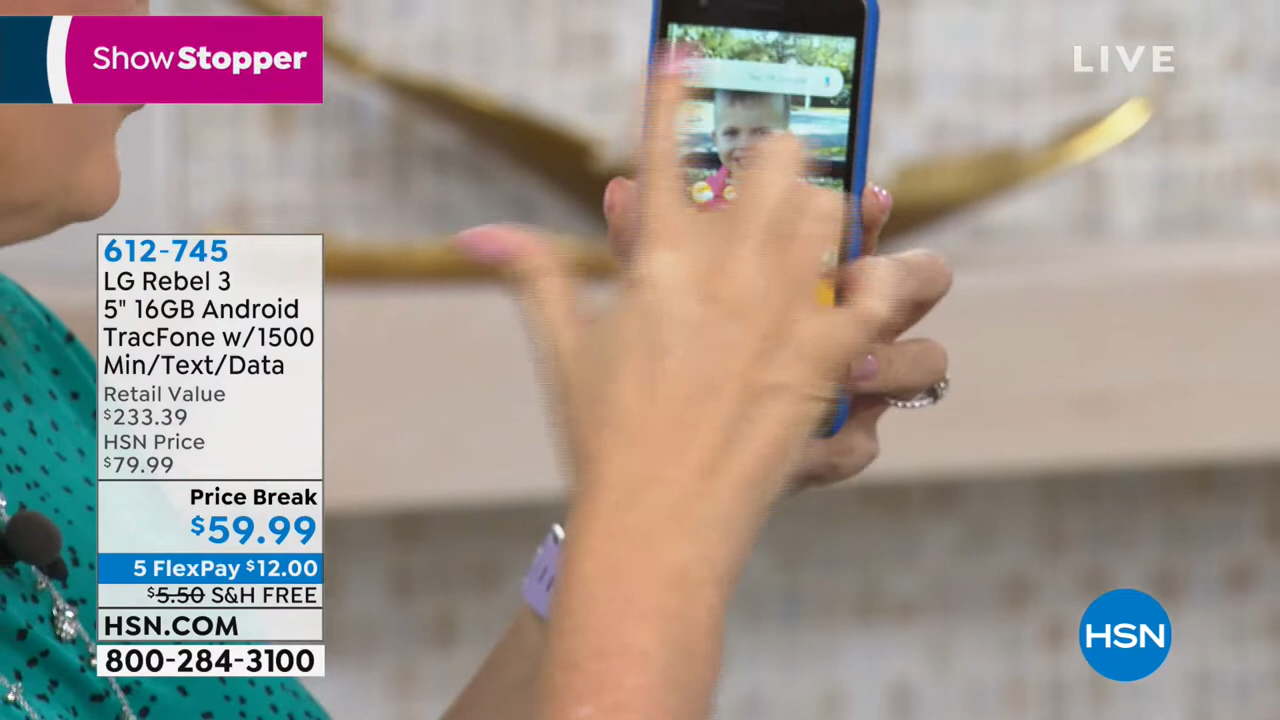 ShowStopper
LIVE
612-745
LG Rebel 3
5" 16GB Android
TracFone w/1500
Min/Text/Data
Retail Value
$233.39
HSN Price
$79.99
Price Break
$59.99
5 FlexPay $12.00
$5.50 S&H FREE
HSN.COM
800-284-3100
HSN